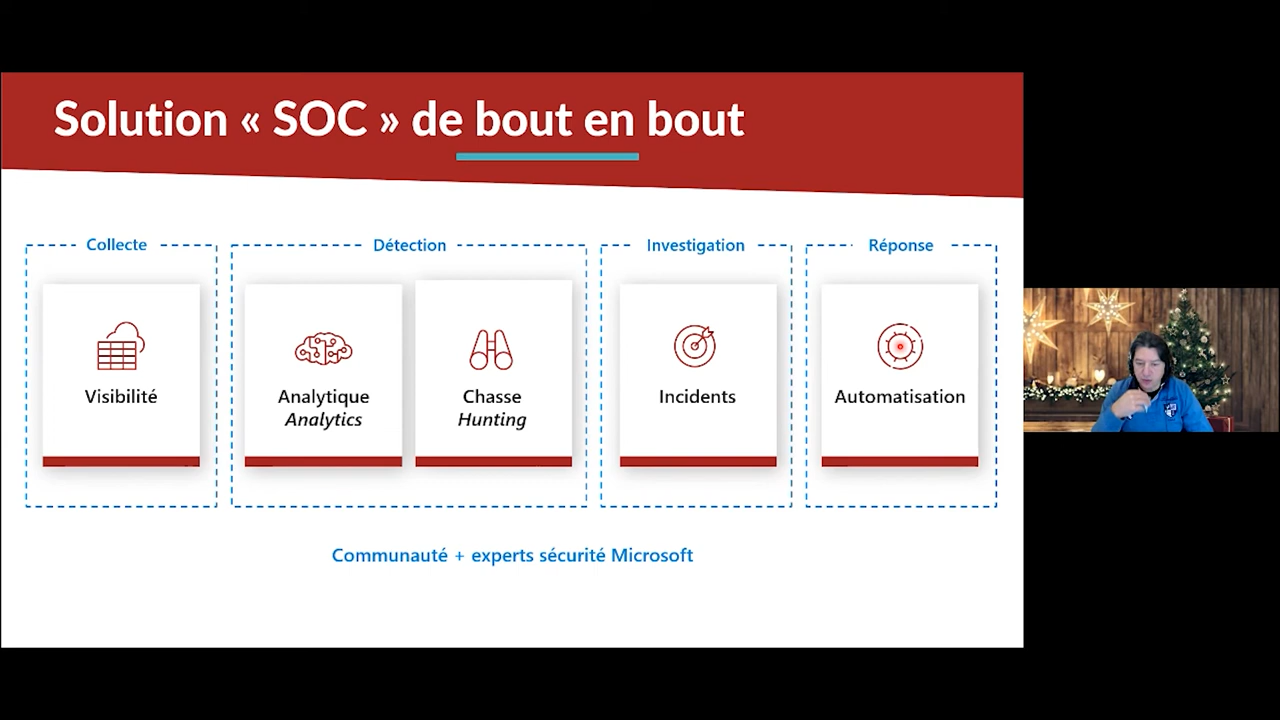 Solution « SOC » de bout en bout
Collecte
Détection
Investigation
Réponse
Visibilité
Analytique
Analytics
Chasse
Hunting
Incidents
Automatisation
Communauté + experts sécurité Microsoft